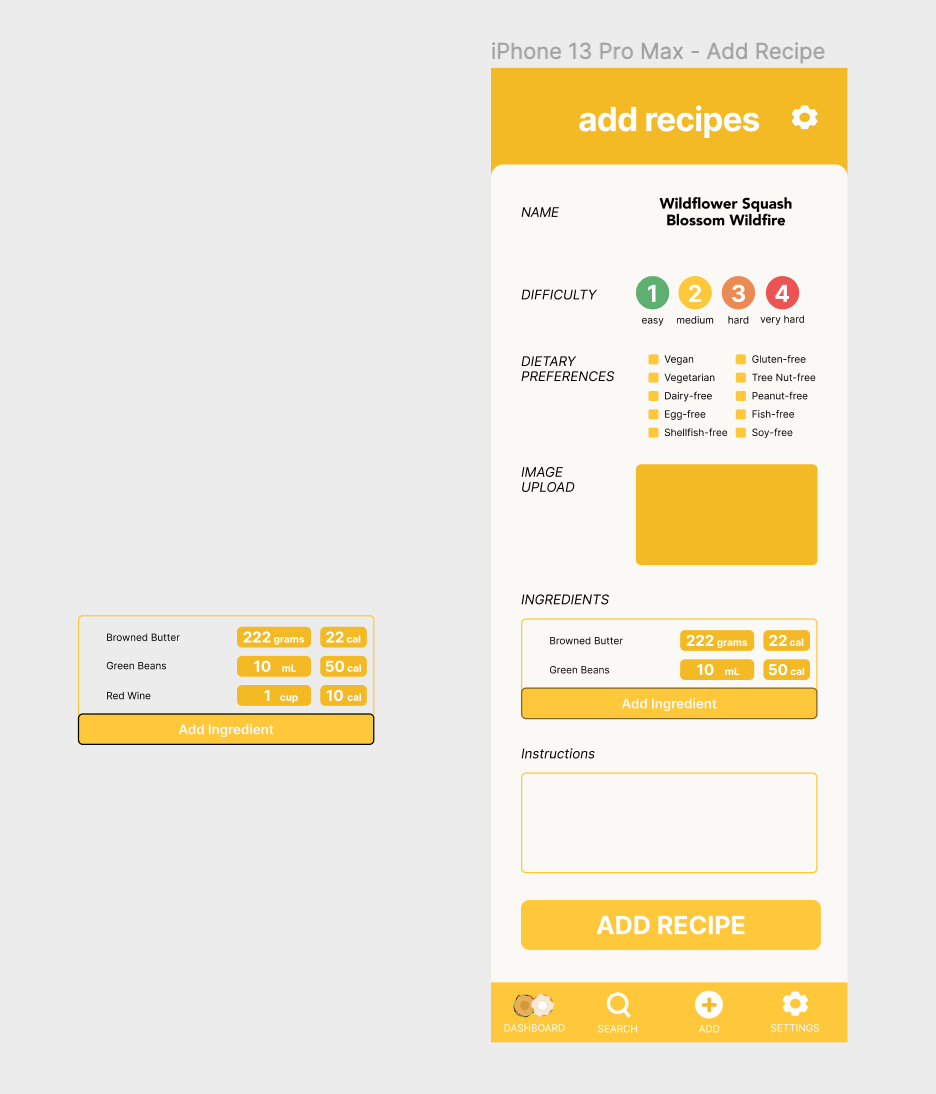 iPhone 13 Pro Max - Add Recipe
add recipes
NAME
Wildflower Squash
Blossom Wildfire
DIFFICULTY
1 2 3 4
easy medium hard very hard
DIETARY
PREFERENCES
Vegan Gluten-free
Vegetarian Tree Nut-free
Dairy-free Peanut-free
Egg-free Fish-free
Shellfish-free Soy-free
IMAGE
UPLOAD
INGREDIENTS
Browned Butter 222 grams 22 cal
Green Beans 10 mL 50 cal
Add Ingredient
Instructions
ADD RECIPE
DASHBOARD SEARCH ADD SETTINGS
Browned Butter 222 grams 22 cal
Green Beans 10 mL 50 cal
Red Wine 1 cup 10 cal
Add Ingredient